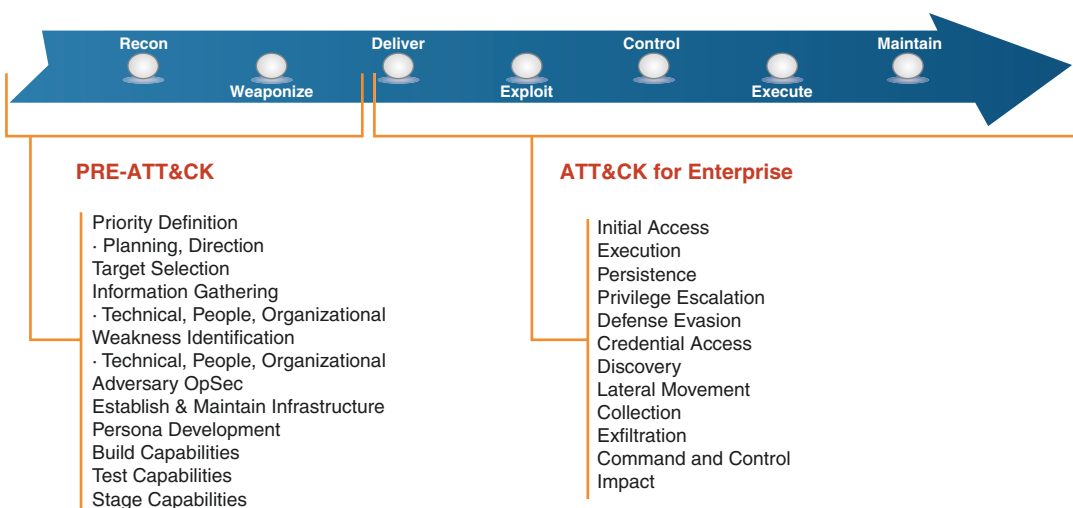 Recon
Weaponize
Deliver
Exploit
Control
Execute
Maintain
PRE-ATT&CK
Priority Definition
· Planning, Direction
Target Selection
Information Gathering
· Technical, People, Organizational
Weakness Identification
· Technical, People, Organizational
Adversary OpSec
Establish & Maintain Infrastructure
Persona Development
Build Capabilities
Test Capabilities
Stage Capabilities
ATT&CK for Enterprise
Initial Access
Execution
Persistence
Privilege Escalation
Defense Evasion
Credential Access
Discovery
Lateral Movement
Collection
Exfiltration
Command and Control
Impact